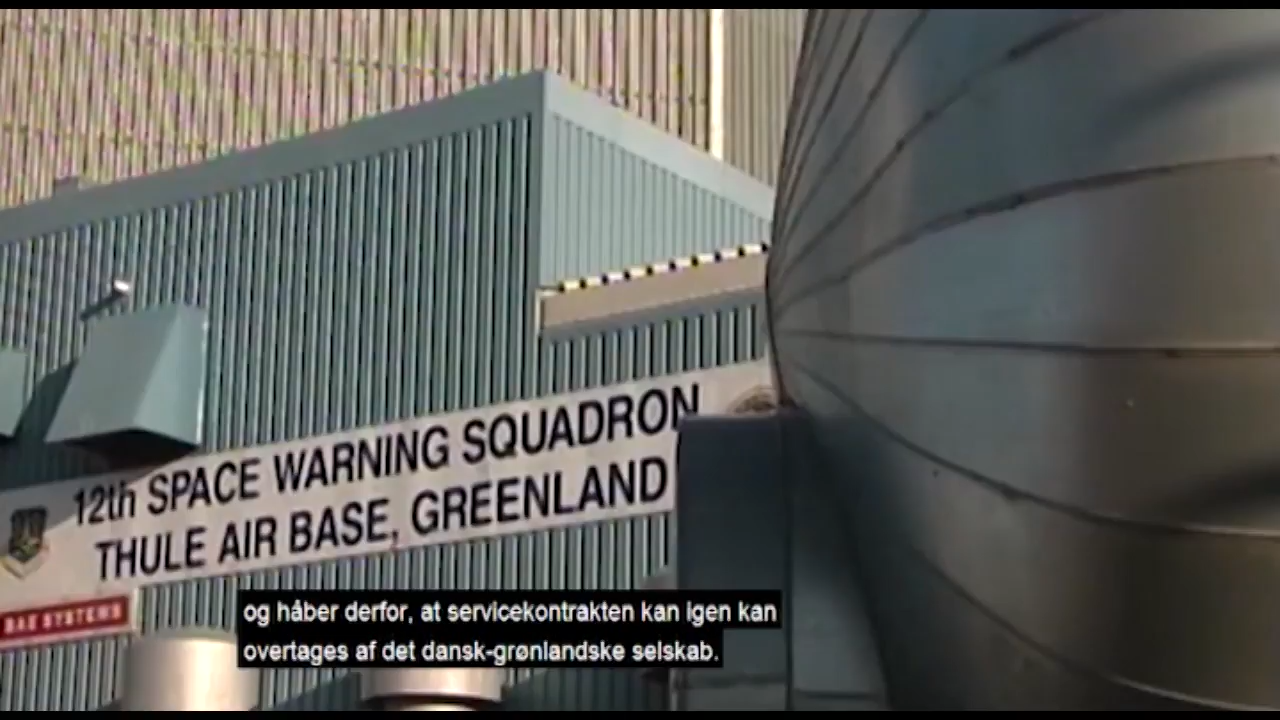 12th SPACE WARNING SQUADRON
THULE AIR BASE, GREENLAND
BAE SYSTEMS
og håber derfor, at servicekontrakten kan igen kan
overtages af det dansk-grønlandske selskab.